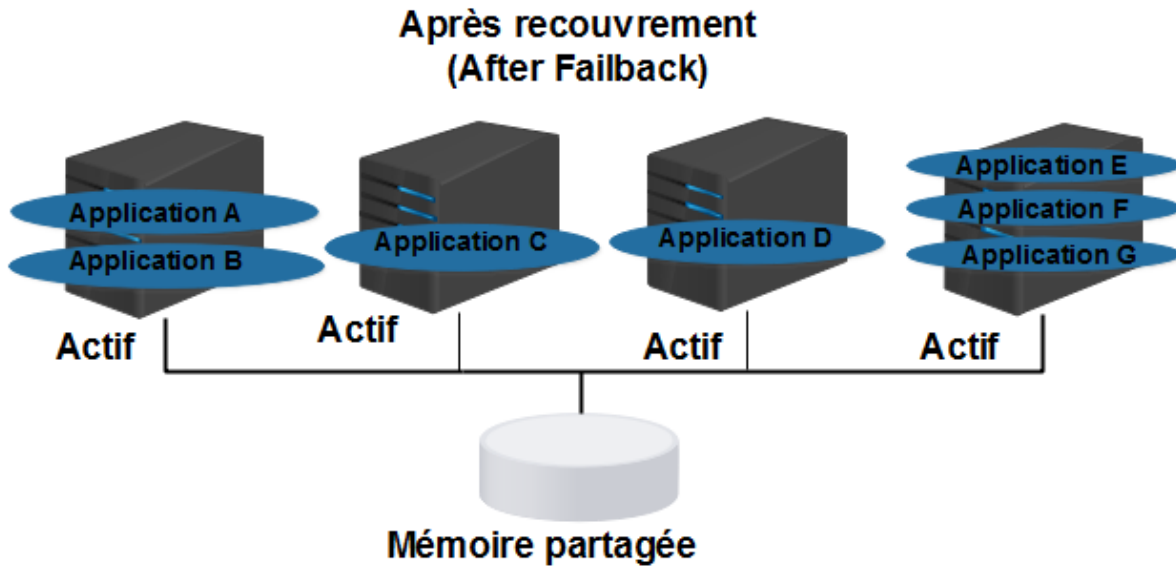 Après recouvrement
(After Failback)
Application A
Application B
Application C
Application D
Application E
Application F
Application G
Actif
Actif
Actif
Actif
Mémoire partagée